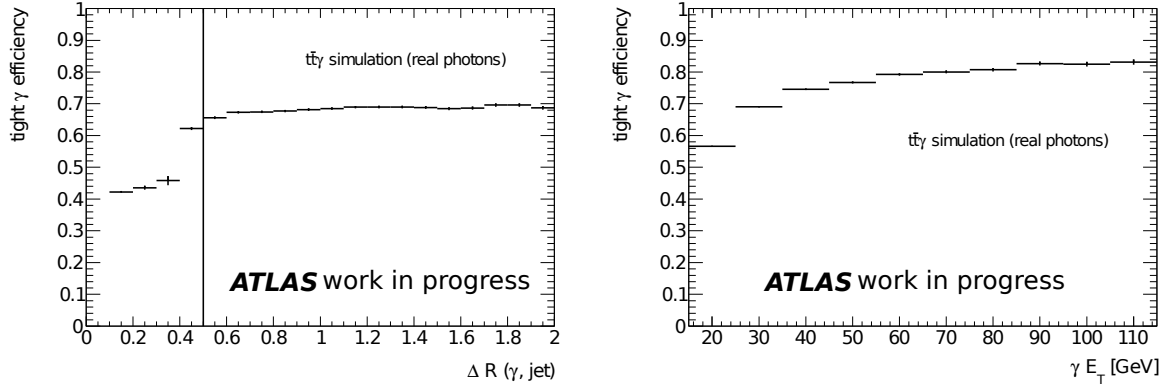 tight γ efficiency
1
0.9
0.8
0.7
0.6
0.5
0.4
0.3
0.2
0.1
0
tt̄γ simulation (real photons)
ATLAS work in progress
0 0.2 0.4 0.6 0.8 1 1.2 1.4 1.6 1.8 2
Δ R (γ, jet)
tight γ efficiency
1
0.9
0.8
0.7
0.6
0.5
0.4
0.3
0.2
0.1
0
tt̄γ simulation (real photons)
ATLAS work in progress
20 30 40 50 60 70 80 90 100 110
γ E_T [GeV]